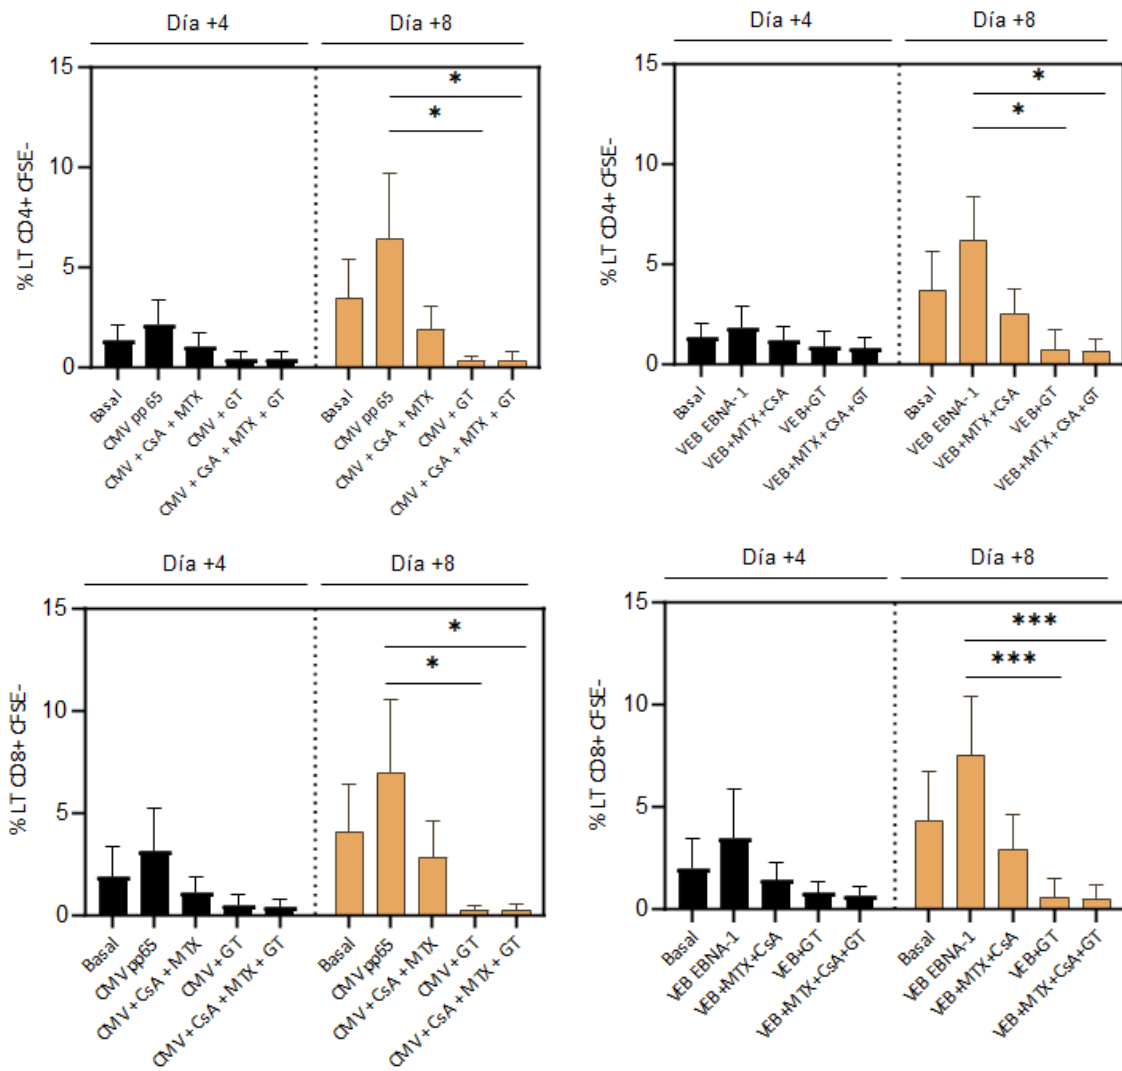 Día +4
Día +8
% LT CD4+ CFSE-
15
10
5
0
*
*
Basal
CMV pp65
CMV + CsA + MTX
CMV + GT
CMV + CsA + MTX + GT
Basal
CMV pp65
CMV + CsA + MTX
CMV + GT
CMV + CsA + MTX + GT
Día +4
Día +8
% LT CD4+ CFSE-
15
10
5
0
*
*
Basal
VEB EBNA-1
VEB+MTX+CsA
VEB+GT
VEB+MTX+CsA+GT
Basal
VEB EBNA-1
VEB+MTX+CsA
VEB+GT
VEB+MTX+CsA+GT
Día +4
Día +8
% LT CD8+ CFSE-
15
10
5
0
*
*
Basal
CMV pp65
CMV + CsA + MTX
CMV + GT
CMV + CsA + MTX + GT
Basal
CMV pp65
CMV + CsA + MTX
CMV + GT
CMV + CsA + MTX + GT
Día +4
Día +8
% LT CD8+ CFSE-
15
10
5
0
***
***
Basal
VEB EBNA-1
VEB+MTX+CsA
VEB+GT
VEB+MTX+CsA+GT
Basal
VEB EBNA-1
VEB+MTX+CsA
VEB+GT
VEB+MTX+CsA+GT